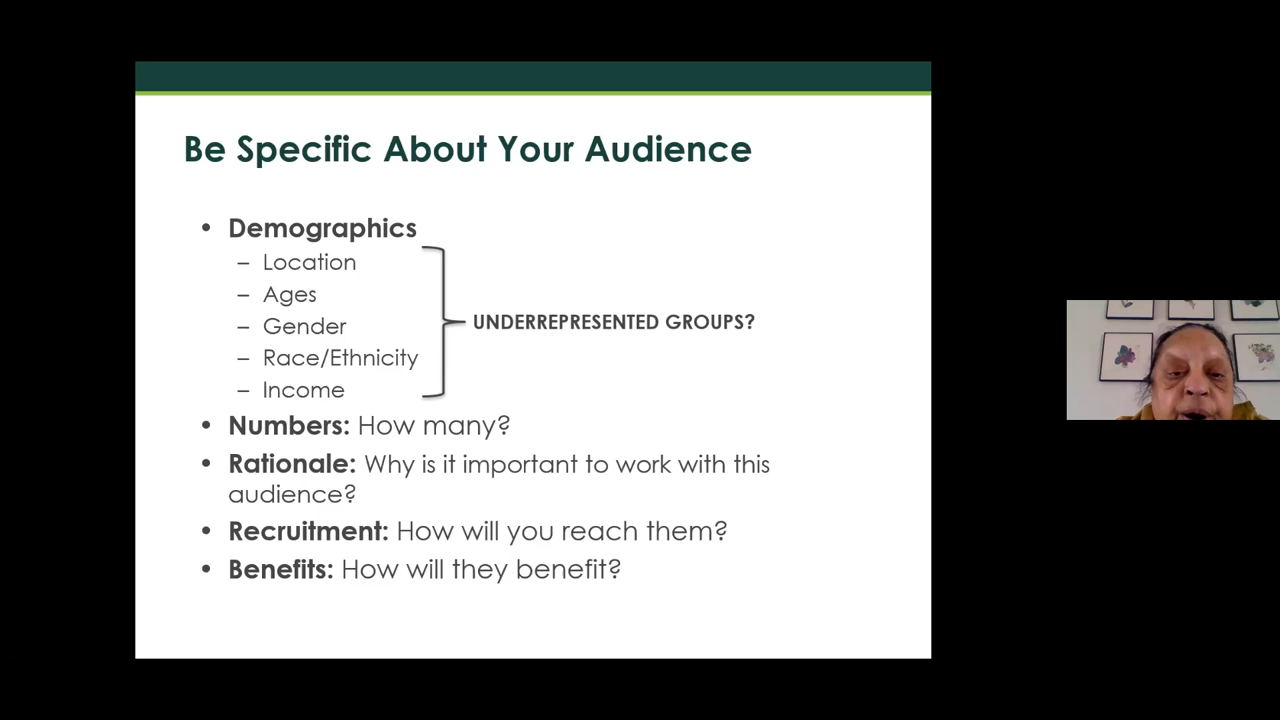 Be Specific About Your Audience
• Demographics
– Location
– Ages
– Gender
– Race/Ethnicity
– Income
UNDERREPRESENTED GROUPS?
• Numbers: How many?
• Rationale: Why is it important to work with this
audience?
• Recruitment: How will you reach them?
• Benefits: How will they benefit?